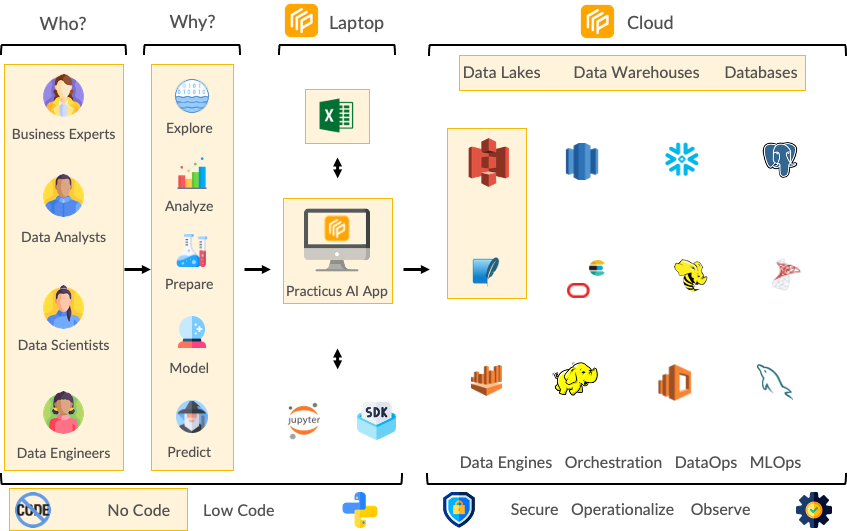 Who?
Why?
Laptop
Cloud
Data Lakes Data Warehouses Databases
Business Experts
Data Analysts
Data Scientists
Data Engineers
Explore
Analyze
Prepare
Model
Predict
X
Practicus AI App
jupyter
SDK
Data Engines Orchestration DataOps MLOps
CODE
No Code
Low Code
Secure Operationalize Observe